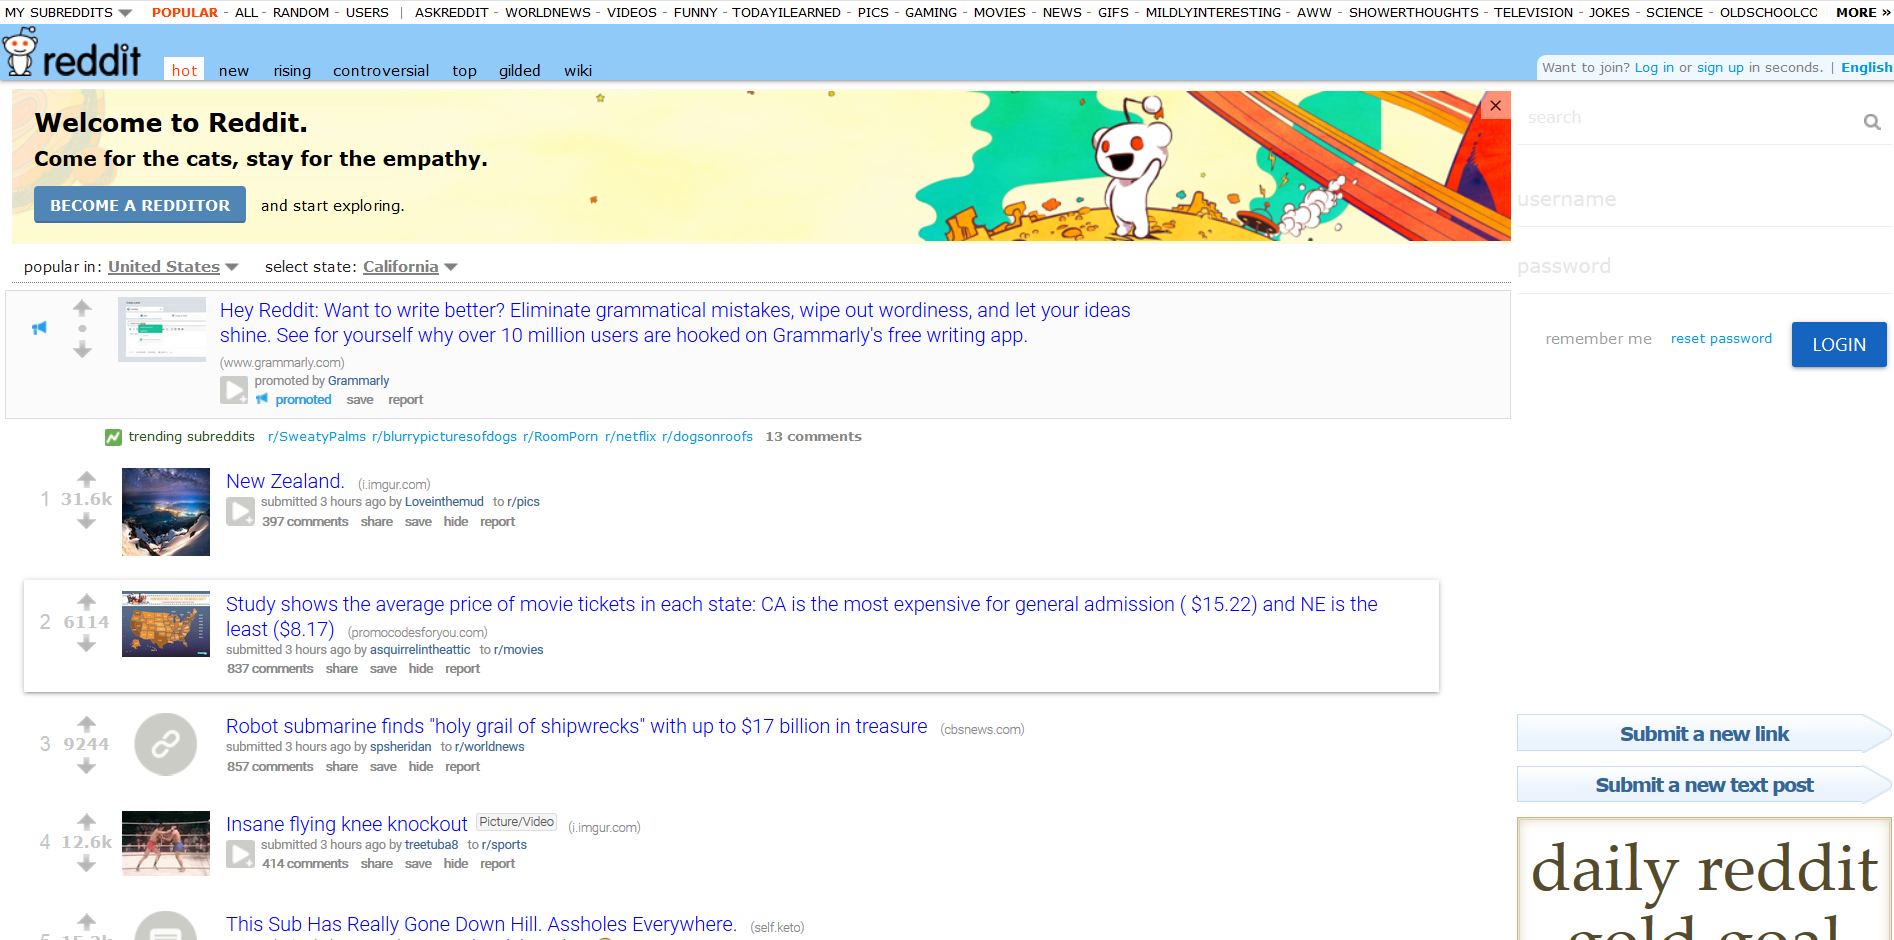 MY SUBREDDITS POPULAR - ALL - RANDOM - USERS | ASKREDDIT - WORLDNEWS - VIDEOS - FUNNY - TODAYILEARNED - PICS - GAMING - MOVIES - NEWS - GIFS - MILDLYINTERESTING - AWW - SHOWERTHOUGHTS - TELEVISION - JOKES - SCIENCE - OLDSCHOOLCO MORE »
reddit hot new rising controversial top gilded wiki
Want to join? Log in or sign up in seconds. | English
Welcome to Reddit.
Come for the cats, stay for the empathy.
BECOME A REDDITOR and start exploring.
search
username
password
remember me reset password LOGIN
popular in: United States select state: California
Hey Reddit: Want to write better? Eliminate grammatical mistakes, wipe out wordiness, and let your ideas
shine. See for yourself why over 10 million users are hooked on Grammarly's free writing app.
(www.grammarly.com)
promoted by Grammarly
promoted save report
trending subreddits r/SweatyPalms r/blurrypicturesofdogs r/RoomPorn r/netflix r/dogsonroofs 13 comments
1 31.6k
New Zealand. (i.imgur.com)
submitted 3 hours ago by Loveinthemud to r/pics
397 comments share save hide report
2 6114
Study shows the average price of movie tickets in each state: CA is the most expensive for general admission ( $15.22) and NE is the
least ($8.17) (promocodesforyou.com)
submitted 3 hours ago by asquirrelintheattic to r/movies
837 comments share save hide report
3 9244
Robot submarine finds "holy grail of shipwrecks" with up to $17 billion in treasure (cbsnews.com)
submitted 3 hours ago by spsheridan to r/worldnews
857 comments share save hide report
4 12.6k
Insane flying knee knockout Picture/Video (i.imgur.com)
submitted 3 hours ago by treetuba8 to r/sports
414 comments share save hide report
This Sub Has Really Gone Down Hill. Assholes Everywhere. (self.keto)
Submit a new link
Submit a new text post
daily reddit
gold goal